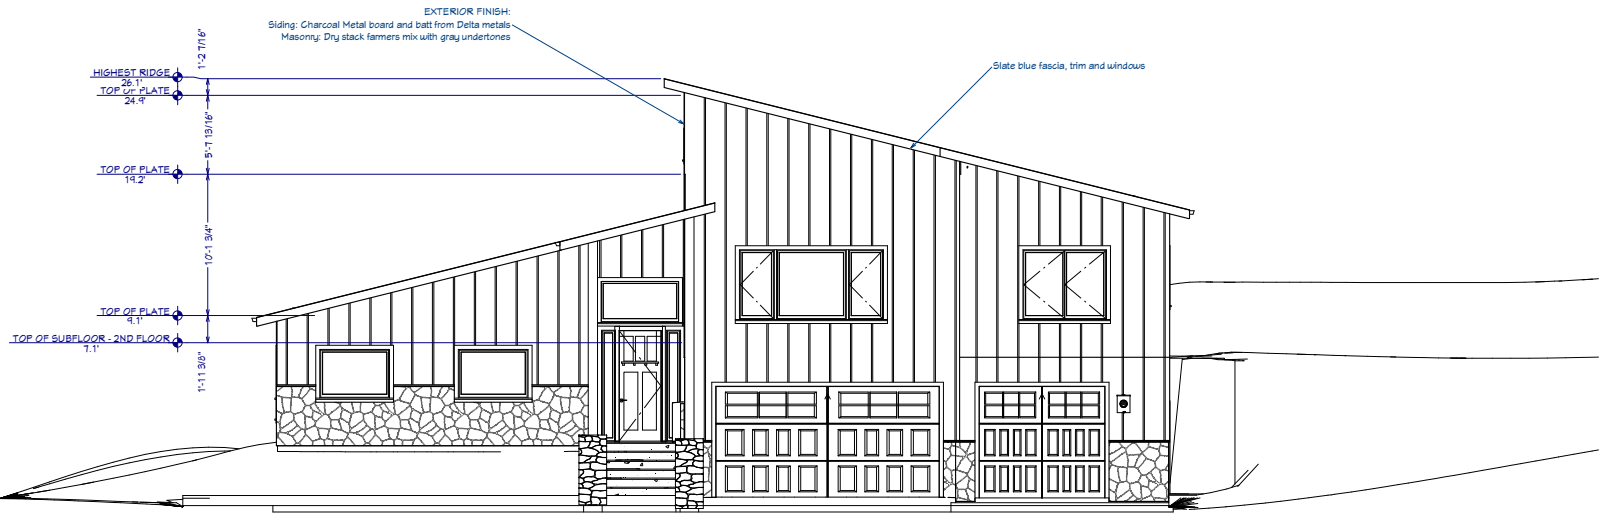 EXTERIOR FINISH:
Siding: Charcoal Metal board and batt from Delta metals
Masonry: Dry stack farmers mix with gray undertones
Slate blue fascia, trim and windows
1'-2 7/16"
HIGHEST RIDGE
26.1'
TOP OF PLATE
24.9'
5'-7 13/16"
TOP OF PLATE
19.2'
10'-1 3/4"
TOP OF PLATE
9.1'
TOP OF SUBFLOOR - 2ND FLOOR
7.1'
1'-11 3/8"